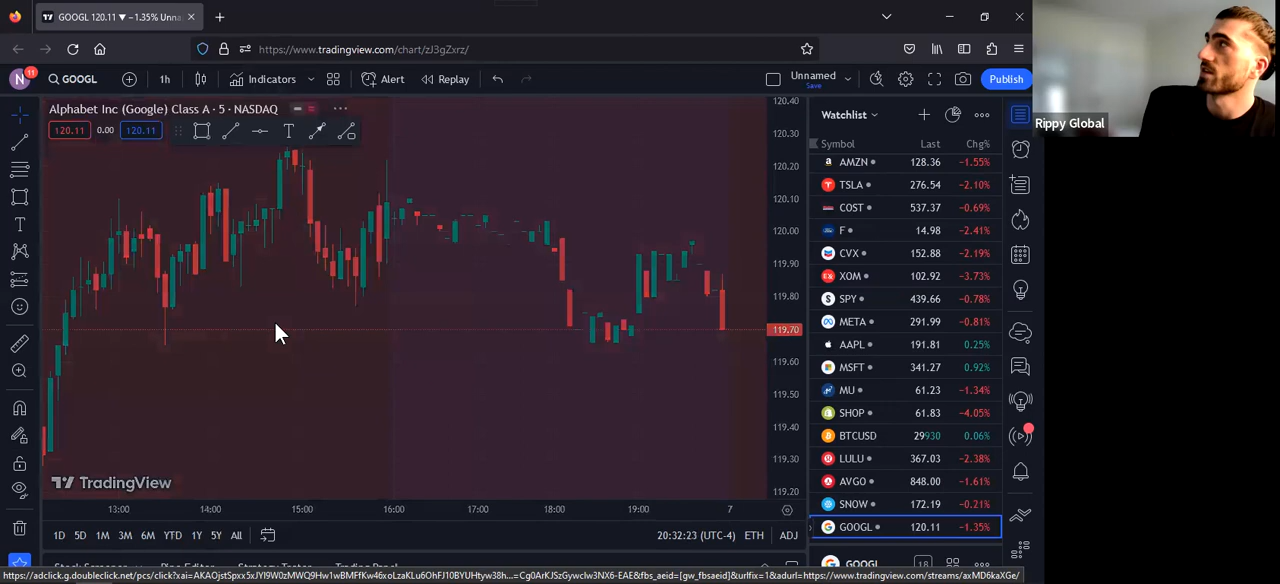 GOOGL 120.11 ▼ −1.35% Unna
https://www.tradingview.com/chart/zJ3gZxrz/
N 11 GOOGL 1h Indicators Alert Replay Unnamed Save Publish
Alphabet Inc (Google) Class A · 5 · NASDAQ
120.11 0.00 120.11
120.40
120.30
120.20
120.10
120.00
119.90
119.80
119.70
119.60
119.50
119.40
119.30
119.20
TradingView
13:00 14:00 15:00 16:00 17:00 18:00 19:00 7
1D 5D 1M 3M 6M YTD 1Y 5Y All 20:32:23 (UTC-4) ETH ADJ
Watchlist
Symbol Last Chg%
AMZN 128.36 −1.55%
TSLA 276.54 −2.10%
COST 537.37 −0.69%
F 14.98 −2.41%
CVX 152.88 −2.19%
XOM 102.92 −3.73%
SPY 439.66 −0.78%
META 291.99 −0.81%
AAPL 191.81 0.25%
MSFT 341.27 0.92%
MU 61.23 −1.34%
SHOP 61.83 −4.05%
BTCUSD 29930 0.06%
LULU 367.03 −2.38%
AVGO 848.00 −1.61%
SNOW 172.19 −0.21%
GOOGL 120.11 −1.35%
GOOGL
Rippy Global